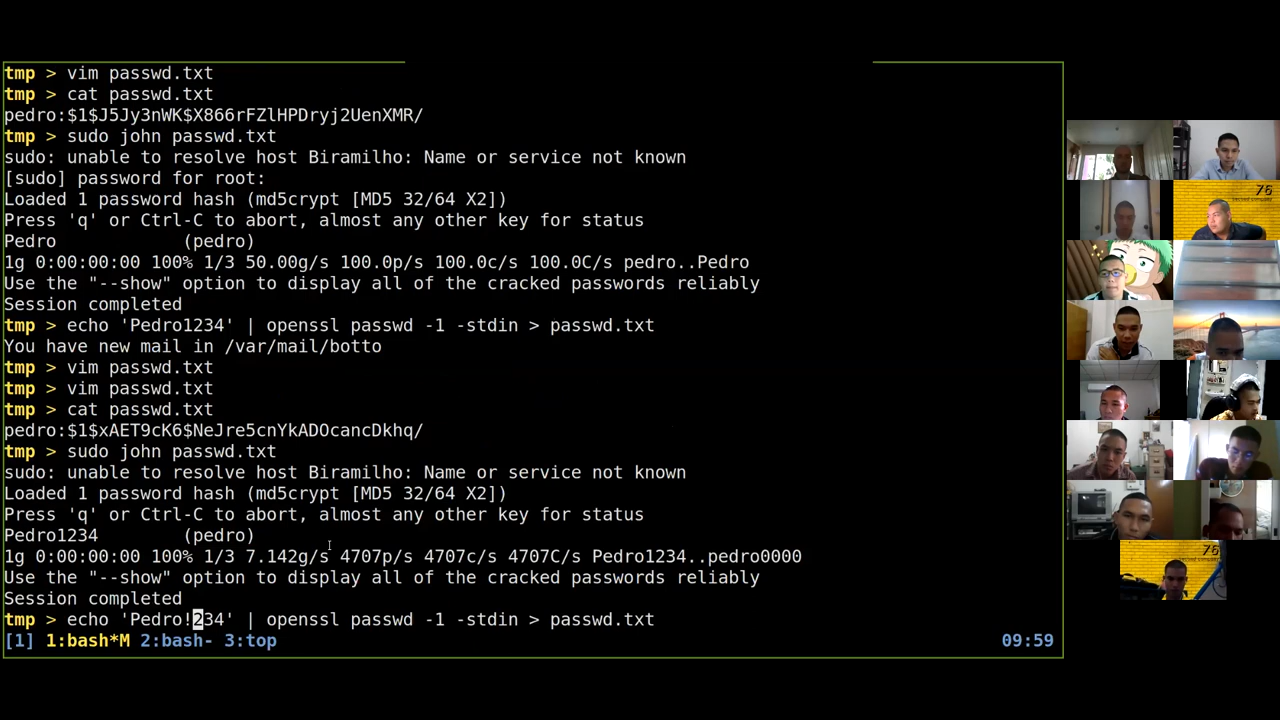 tmp > vim passwd.txt
tmp > cat passwd.txt
pedro:$1$J5Jy3nWK$X866rFZlHPDryj2UenXMR/
tmp > sudo john passwd.txt
sudo: unable to resolve host Biramilho: Name or service not known
[sudo] password for root:
Loaded 1 password hash (md5crypt [MD5 32/64 X2])
Press 'q' or Ctrl-C to abort, almost any other key for status
Pedro            (pedro)
1g 0:00:00:00 100% 1/3 50.00g/s 100.0p/s 100.0c/s 100.0C/s pedro..Pedro
Use the "--show" option to display all of the cracked passwords reliably
Session completed
tmp > echo 'Pedro1234' | openssl passwd -1 -stdin > passwd.txt
You have new mail in /var/mail/botto
tmp > vim passwd.txt
tmp > vim passwd.txt
tmp > cat passwd.txt
pedro:$1$xAET9cK6$NeJre5cnYkADOcancDkhq/
tmp > sudo john passwd.txt
sudo: unable to resolve host Biramilho: Name or service not known
Loaded 1 password hash (md5crypt [MD5 32/64 X2])
Press 'q' or Ctrl-C to abort, almost any other key for status
Pedro1234        (pedro)
1g 0:00:00:00 100% 1/3 7.142g/s 4707p/s 4707c/s 4707C/s Pedro1234..pedro0000
Use the "--show" option to display all of the cracked passwords reliably
Session completed
tmp > echo 'Pedro!234' | openssl passwd -1 -stdin > passwd.txt
[1] 1:bash*M 2:bash- 3:top 09:59
76
76